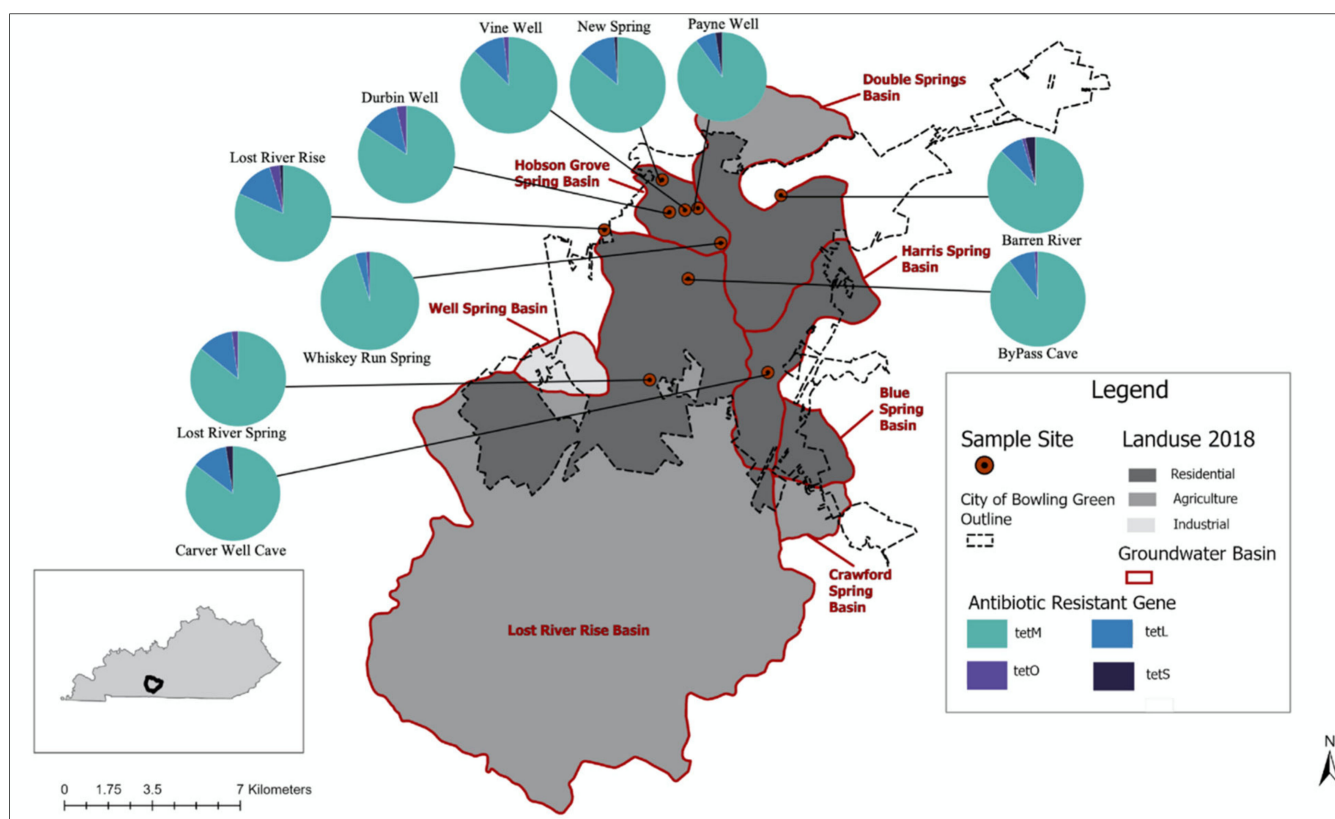 Vine Well
New Spring
Payne Well
Double Springs
Basin
Durbin Well
Lost River Rise
Hobson Grove
Spring Basin
Barren River
Harris Spring
Basin
Whiskey Run Spring
Well Spring Basin
ByPass Cave
Lost River Spring
Blue
Spring
Basin
Carver Well Cave
Crawford
Spring
Basin
Lost River Rise Basin
Legend
Sample Site
City of Bowling Green
Outline
Landuse 2018
Residential
Agriculture
Industrial
Groundwater Basin
Antibiotic Resistant Gene
tetM
tetL
tetO
tetS
0 1.75 3.5 7 Kilometers
N